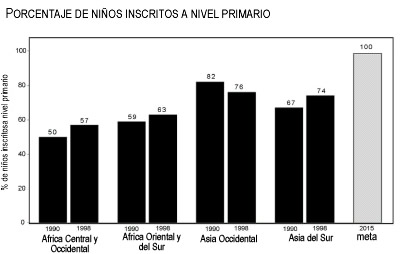 PORCENTAJE DE NIÑOS INSCRITOS A NIVEL PRIMARIO
% de niños inscritosa nivel primario
100
80
60
40
20
0
50
57
59
63
82
76
67
74
100
1990 1998 1990 1998 1990 1998 1990 1998 2015
Africa Central y Occidental
Africa Oriental y del Sur
Asia Occidental
Asia del Sur
meta